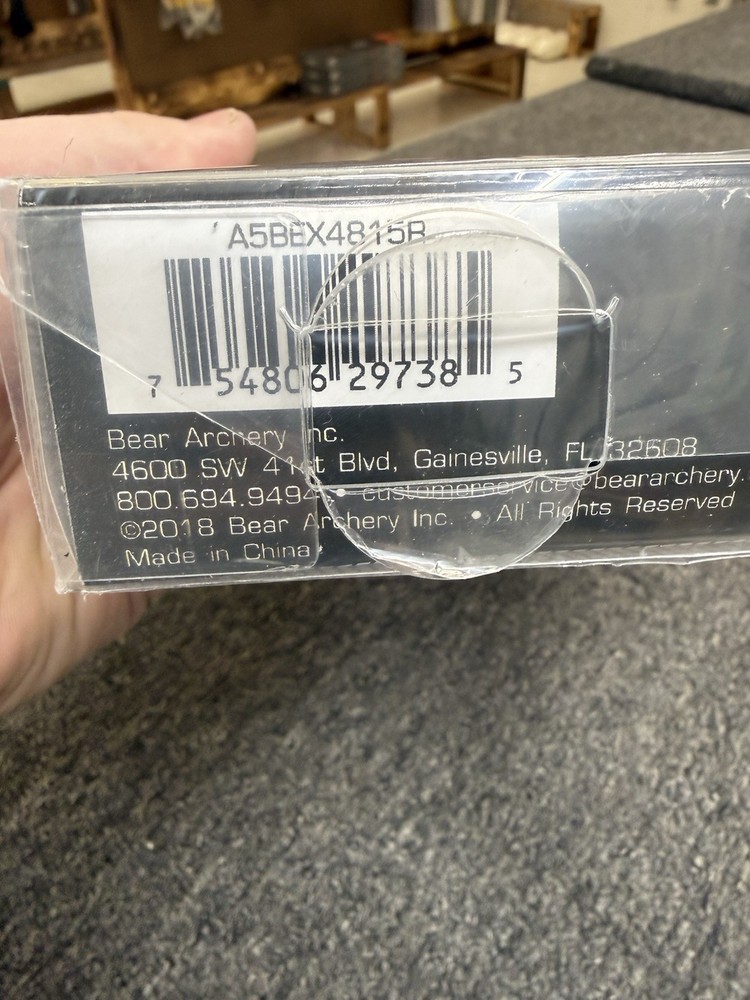 A5BEX4815R
7 54806 29738 5
Bear Archery Inc.
4600 SW 41st Blvd, Gainesville, FL 32608
800.694.9494 • customerservice@beararchery.
©2018 Bear Archery Inc. • All Rights Reserved
Made in China